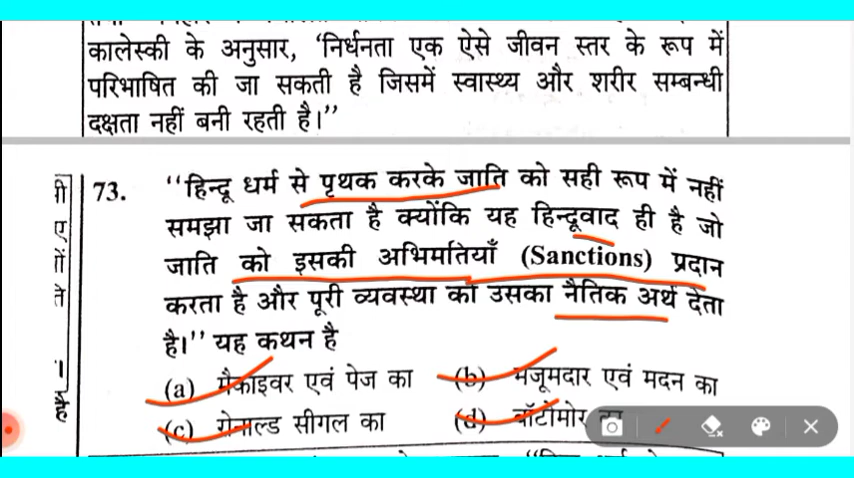 कालेस्की के अनुसार, 'निर्धनता एक ऐसे जीवन स्तर के रूप में
परिभाषित की जा सकती है जिसमें स्वास्थ्य और शरीर सम्बन्धी
दक्षता नहीं बनी रहती है।''
73. ''हिन्दू धर्म से पृथक करके जाति को सही रूप में नहीं
समझा जा सकता है क्योंकि यह हिन्दूवाद ही है जो
जाति को इसकी अभिमतियाँ (Sanctions) प्रदान
करता है और पूरी व्यवस्था को उसका नैतिक अर्थ देता
है।'' यह कथन है
(a) मैकाइवर एवं पेज का (b) मजूमदार एवं मदन का
(c) रोनाल्ड सीगल का (d) बॉटोमोर